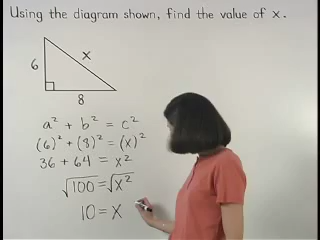 Using the diagram shown, find the value of x.
6
x
8
a² + b² = c²
(6)² + (8)² = (x)²
36 + 64 = x²
√100 = √x²
10 = x